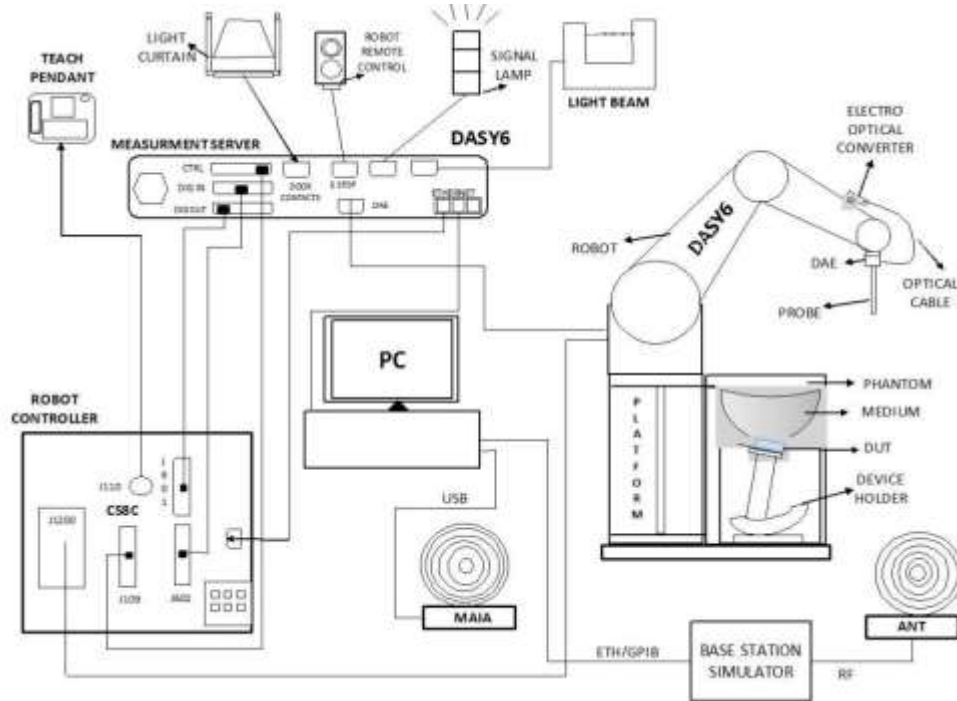 LIGHT
CURTAIN
ROBOT
REMOTE
CONTROL
SIGNAL
LAMP
LIGHT BEAM
TEACH
PENDANT
MEASURMENT SERVER
DASY6
CTRL
DIG IN
DIG OUT
DOOR
CONTACTS
E STOP
DAE
ETHERNET
ELECTRO
OPTICAL
CONVERTER
ROBOT
DASY6
DAE
OPTICAL
CABLE
PROBE
PC
PLATFORM
PHANTOM
MEDIUM
DUT
DEVICE
HOLDER
ROBOT
CONTROLLER
J110
CS8C
J1200
J109
J602
USB
MAIA
ANT
ETH/GPIB
BASE STATION
SIMULATOR
RF